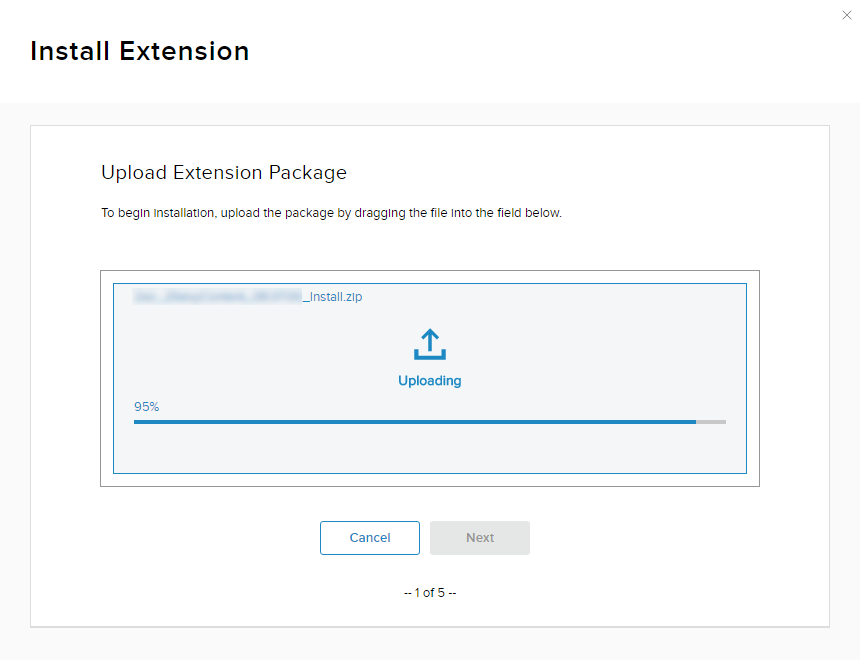 Install Extension
Upload Extension Package
To begin installation, upload the package by dragging the file into the field below.
_Install.zip
Uploading
95%
Cancel
Next
-- 1 of 5 --